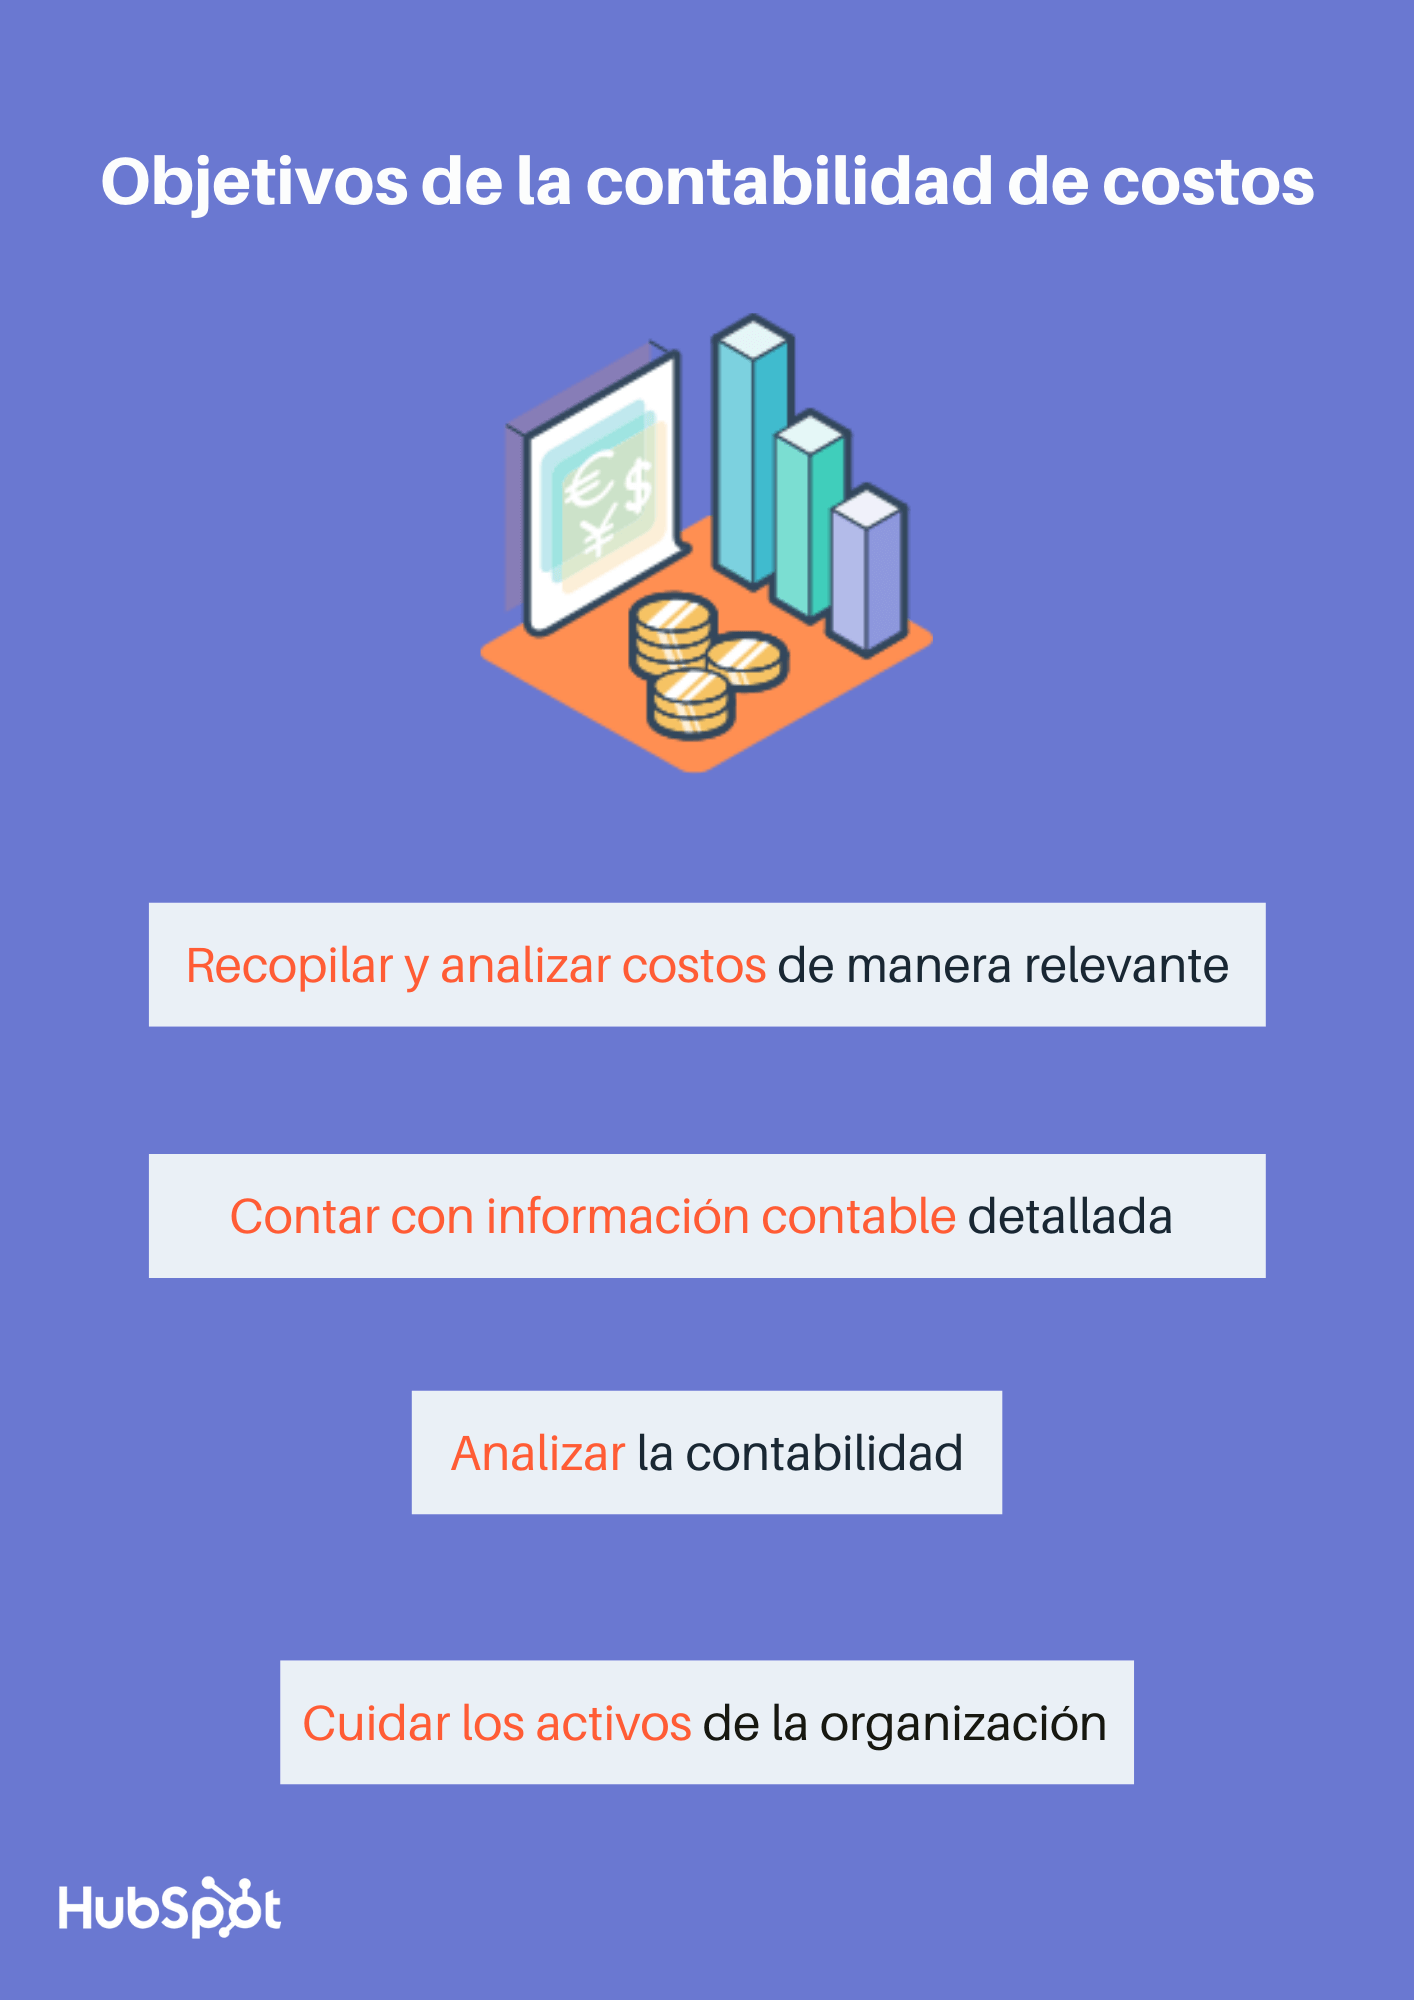 Objetivos de la contabilidad de costos
€ $
¥
Recopilar y analizar costos de manera relevante
Contar con información contable detallada
Analizar la contabilidad
Cuidar los activos de la organización
HubSpot